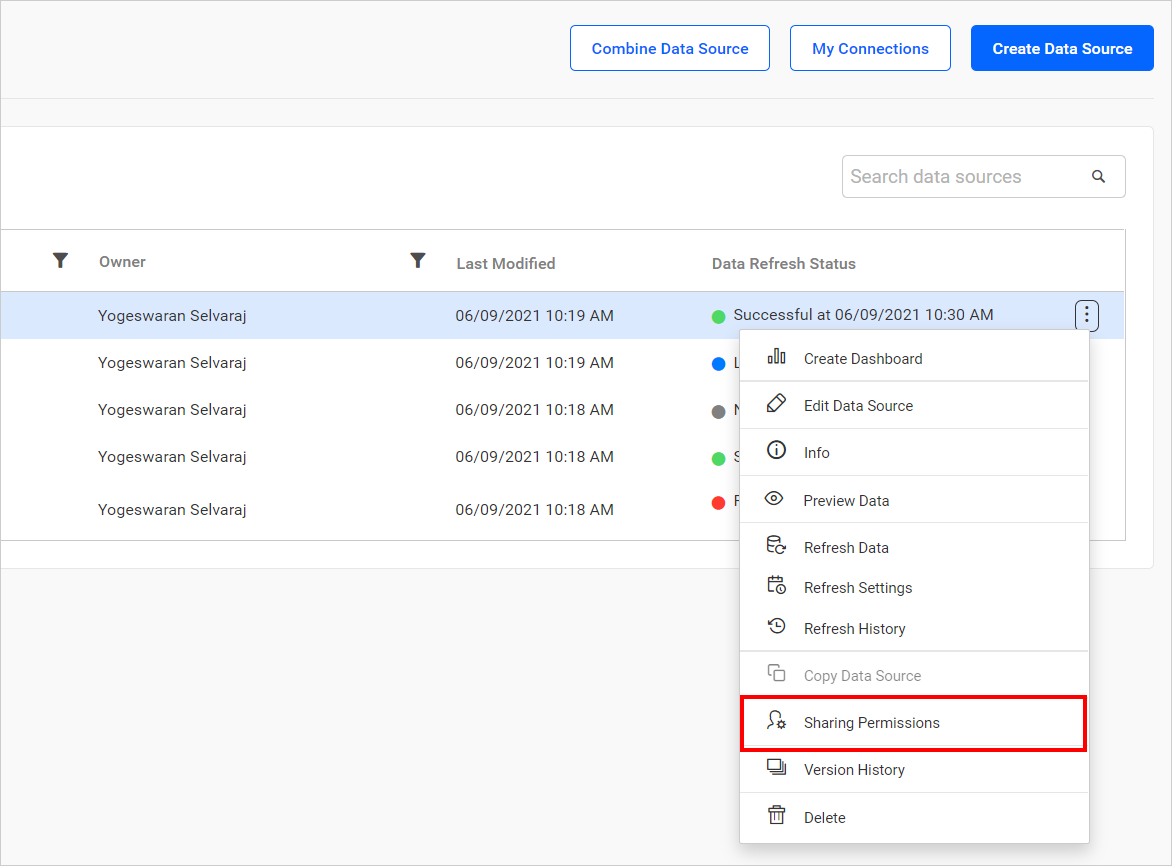 Combine Data Source My Connections Create Data Source
Search data sources
Owner Last Modified Data Refresh Status
Yogeswaran Selvaraj 06/09/2021 10:19 AM Successful at 06/09/2021 10:30 AM
Yogeswaran Selvaraj 06/09/2021 10:19 AM
Yogeswaran Selvaraj 06/09/2021 10:18 AM
Yogeswaran Selvaraj 06/09/2021 10:18 AM
Yogeswaran Selvaraj 06/09/2021 10:18 AM
Create Dashboard
Edit Data Source
Info
Preview Data
Refresh Data
Refresh Settings
Refresh History
Copy Data Source
Sharing Permissions
Version History
Delete